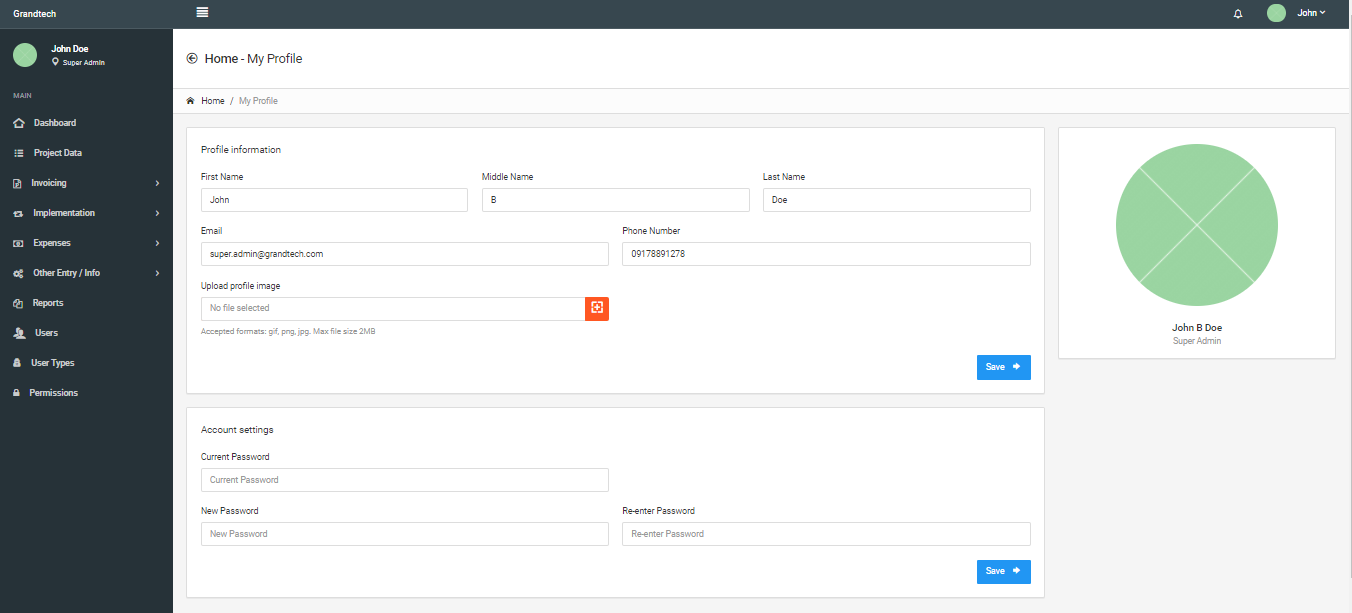 Grandtech
John
John Doe
Super Admin
MAIN
Dashboard
Project Data
Invoicing
Implementation
Expenses
Other Entry / Info
Reports
Users
User Types
Permissions
Home - My Profile
Home / My Profile
Profile information
First Name Middle Name Last Name
John B Doe
Email Phone Number
super.admin@grandtech.com 09178891278
Upload profile image
No file selected
Accepted formats: gif, png, jpg. Max file size 2MB
Save
John B Doe
Super Admin
Account settings
Current Password
Current Password
New Password Re-enter Password
New Password Re-enter Password
Save